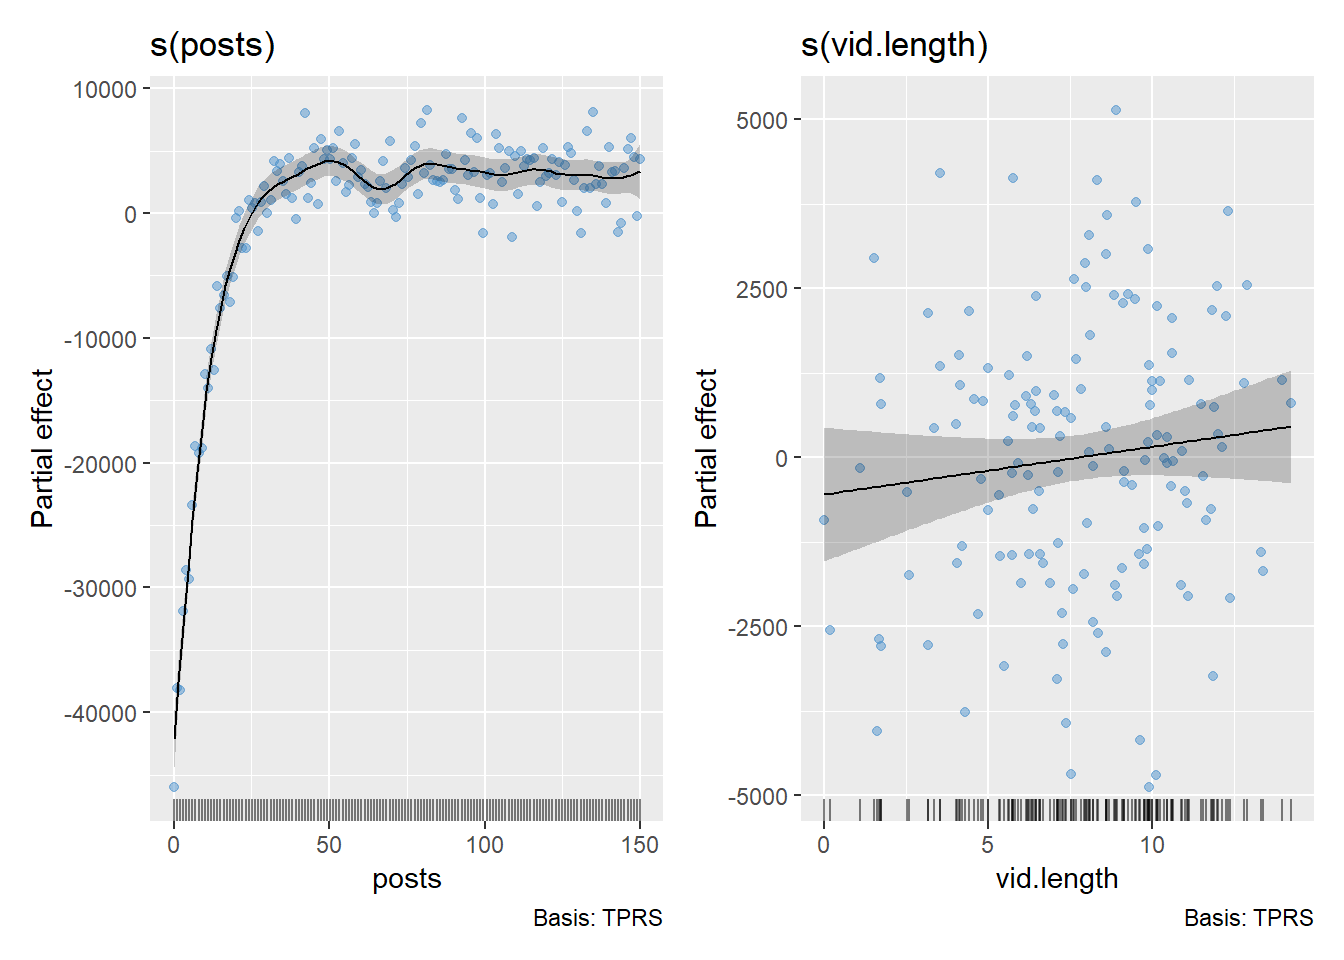 s(posts)
10000
0
-10000
-20000
-30000
-40000
Partial effect
0
50
100
150
posts
Basis: TPRS
s(vid.length)
5000
2500
0
-2500
-5000
Partial effect
0
5
10
vid.length
Basis: TPRS